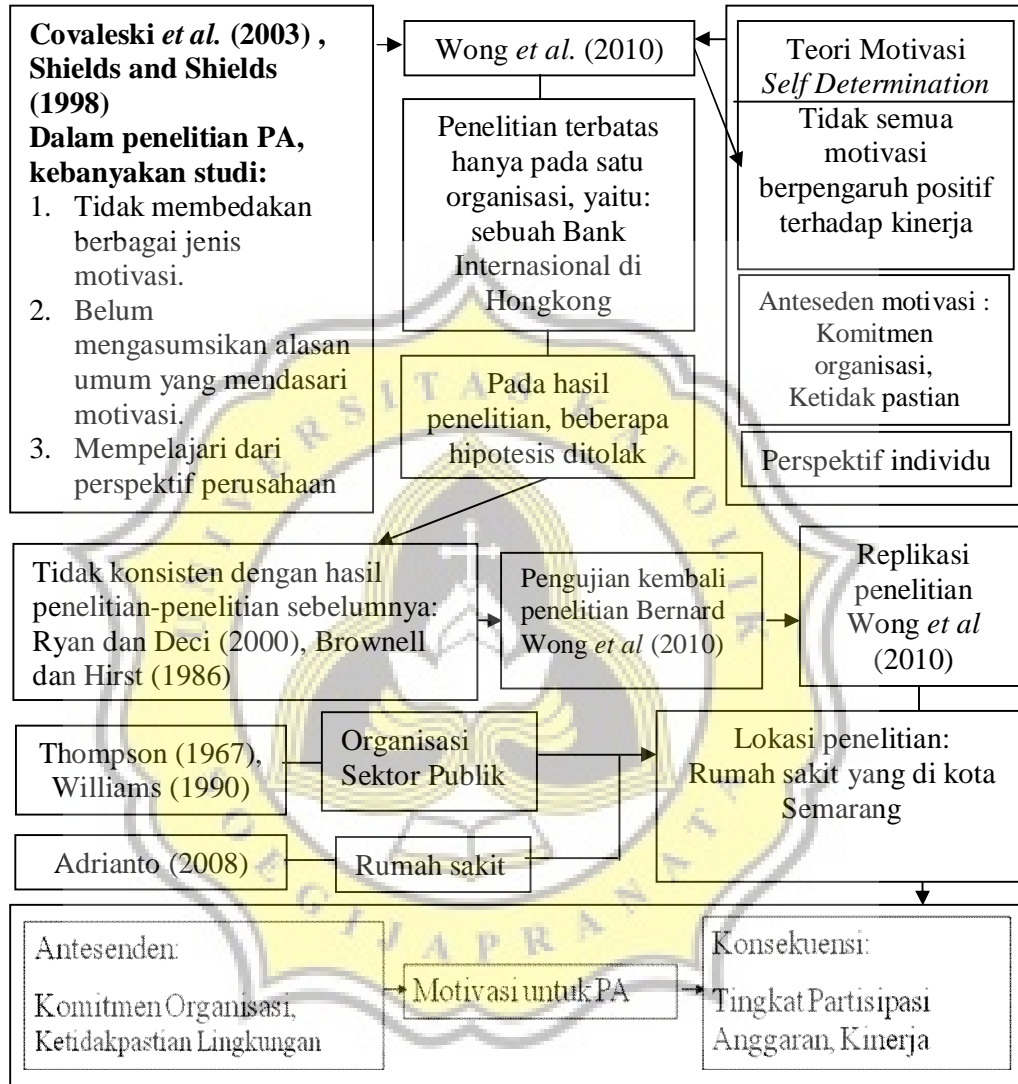 Covaleski et al. (2003) ,
Shields and Shields
(1998)
Dalam penelitian PA,
kebanyakan studi:
1. Tidak membedakan
berbagai jenis
motivasi.
2. Belum
mengasumsikan alasan
umum yang mendasari
motivasi.
3. Mempelajari dari
perspektif perusahaan
Wong et al. (2010)
Penelitian terbatas
hanya pada satu
organisasi, yaitu:
sebuah Bank
Internasional di
Hongkong
Pada hasil
penelitian, beberapa
hipotesis ditolak
Teori Motivasi
Self Determination
Tidak semua
motivasi
berpengaruh positif
terhadap kinerja
Anteseden motivasi :
Komitmen
organisasi,
Ketidak pastian
Perspektif individu
Tidak konsisten dengan hasil
penelitian-penelitian sebelumnya:
Ryan dan Deci (2000), Brownell
dan Hirst (1986)
Pengujian kembali
penelitian Bernard
Wong et al (2010)
Replikasi
penelitian
Wong et al
(2010)
Thompson (1967),
Williams (1990)
Organisasi
Sektor Publik
Lokasi penelitian:
Rumah sakit yang di kota
Semarang
Adrianto (2008)
Rumah sakit
Antesenden:
Komitmen Organisasi,
Ketidakpastian Lingkungan
Motivasi untuk PA
Konsekuensi:
Tingkat Partisipasi
Anggaran, Kinerja
UNIVERSITAS KATOLIK
SOEGIJAPRANATA